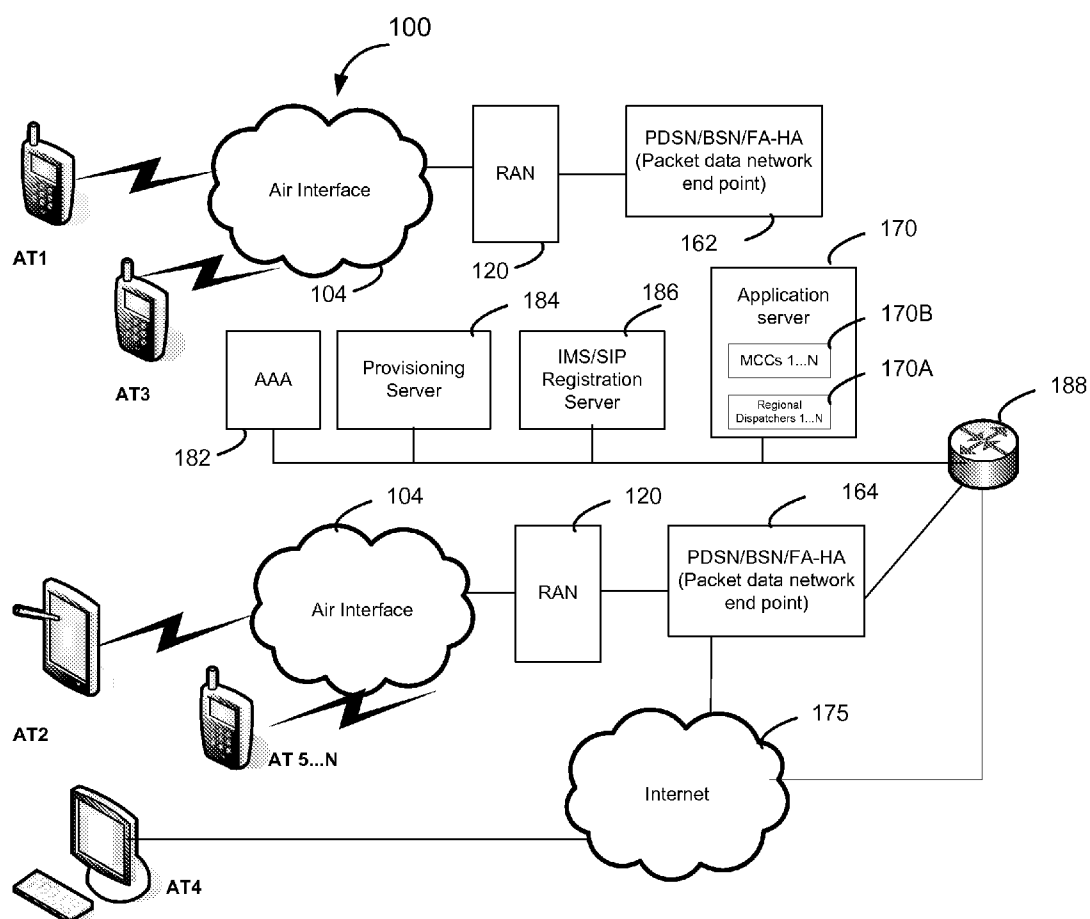 100
Air Interface
RAN
PDSN/BSN/FA-HA
(Packet data network
end point)
AT1
104
120
162
170
AT3
184
186
Application
server
170B
MCCs 1...N
170A
Regional
Dispatchers 1...N
AAA
Provisioning
Server
IMS/SIP
Registration
Server
188
182
104
120
164
Air Interface
RAN
PDSN/BSN/FA-HA
(Packet data network
end point)
AT2
AT 5...N
175
Internet
AT4